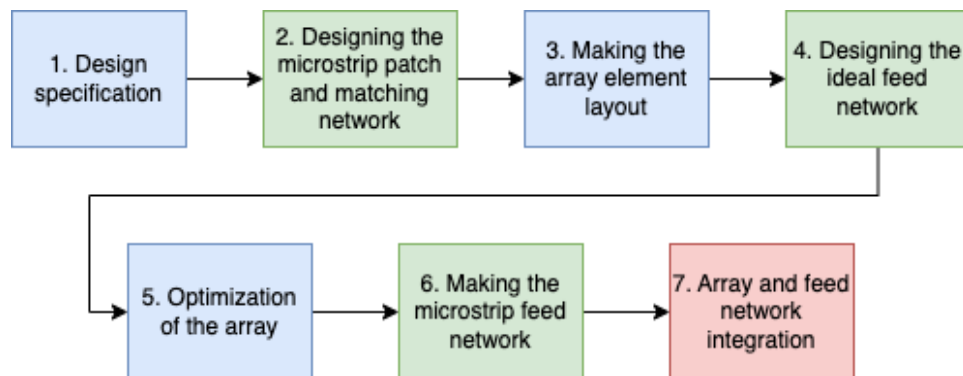 1. Design
specification
2. Designing the
microstrip patch
and matching
network
3. Making the
array element
layout
4. Designing the
ideal feed
network
5. Optimization
of the array
6. Making the
microstrip feed
network
7. Array and feed
network
integration